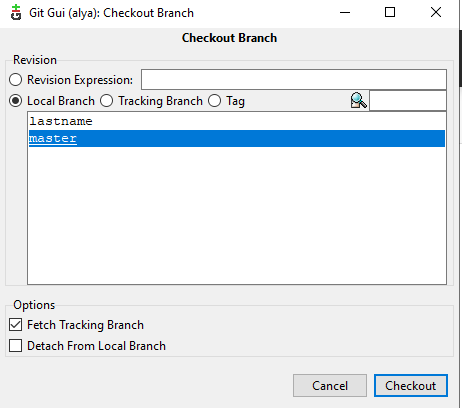 Git Gui (alya): Checkout Branch
Checkout Branch
Revision
Revision Expression:
Local Branch Tracking Branch Tag
lastname
master
Options
Fetch Tracking Branch
Detach From Local Branch
Cancel Checkout